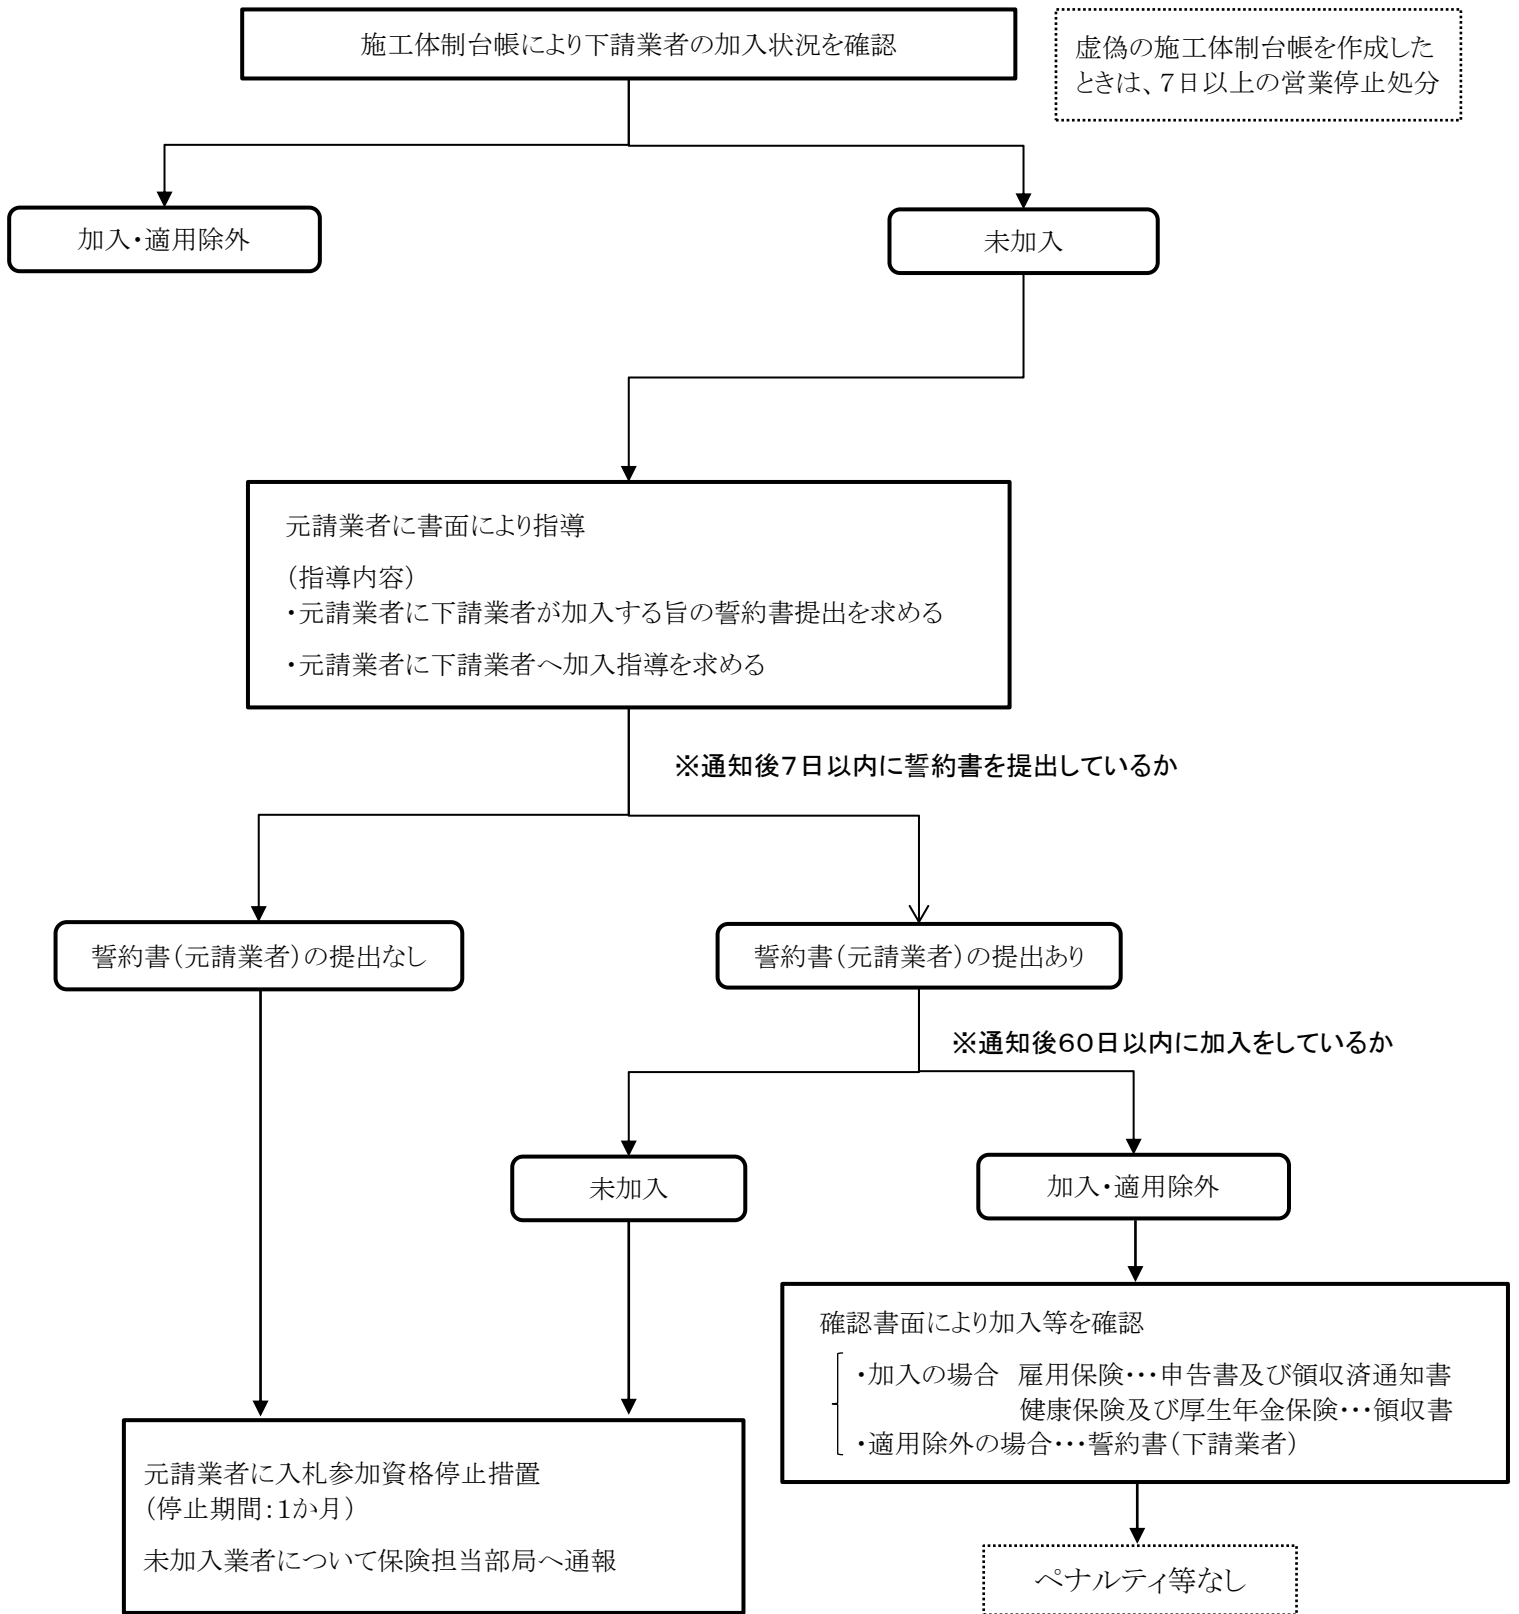 施工体制台帳により下請業者の加入状況を確認
虚偽の施工体制台帳を作成した
ときは、7日以上の営業停止処分
加入・適用除外
未加入
元請業者に書面により指導
（指導内容）
・元請業者に下請業者が加入する旨の誓約書提出を求める
・元請業者に下請業者へ加入指導を求める
※通知後７日以内に誓約書を提出しているか
誓約書（元請業者）の提出なし
誓約書（元請業者）の提出あり
※通知後６０日以内に加入をしているか
未加入
加入・適用除外
確認書面により加入等を確認
・加入の場合　雇用保険・・・申告書及び領収済通知書
健康保険及び厚生年金保険・・・領収書
・適用除外の場合・・・誓約書（下請業者）
元請業者に入札参加資格停止措置
（停止期間：１か月）
未加入業者について保険担当部局へ通報
ペナルティ等なし